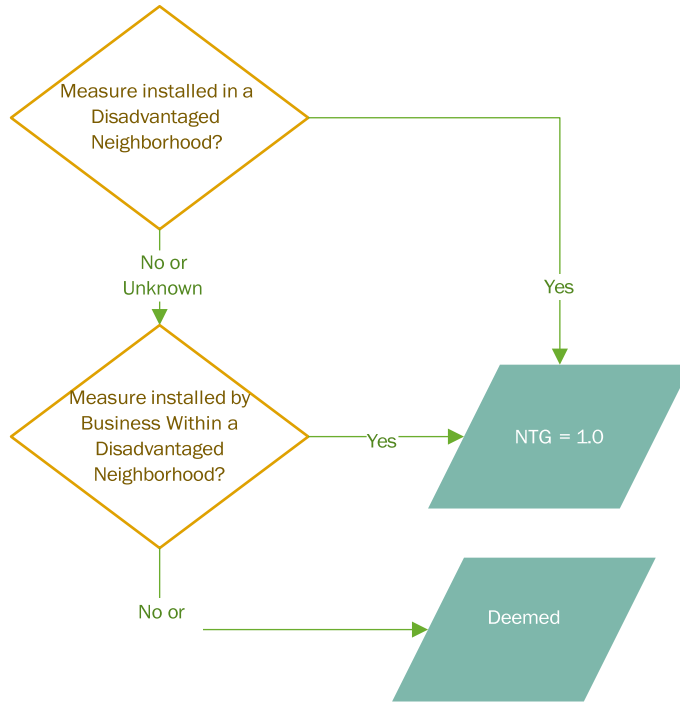 Measure installed in a
Disadvantaged
Neighborhood?
No or
Unknown
Yes
Measure installed by
Business Within a
Disadvantaged
Neighborhood?
Yes
NTG = 1.0
No or
Deemed